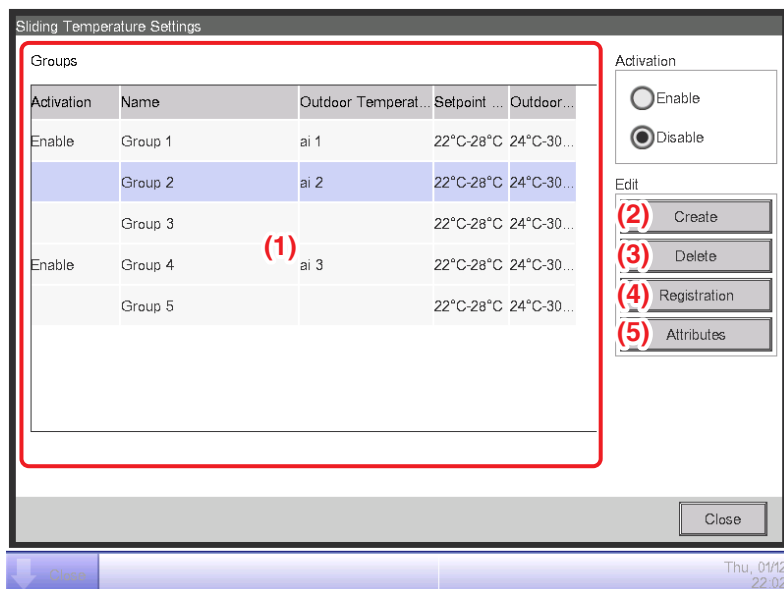 Sliding Temperature Settings
Groups
Activation Name Outdoor Temperat... Setpoint ... Outdoor...
Enable Group 1 ai 1 22°C-28°C 24°C-30...
Group 2 ai 2 22°C-28°C 24°C-30...
Group 3 22°C-28°C 24°C-30...
(1)
Enable Group 4 ai 3 22°C-28°C 24°C-30...
Group 5 22°C-28°C 24°C-30...
Activation
Enable
Disable
Edit
(2) Create
(3) Delete
(4) Registration
(5) Attributes
Close
Thu, 01/12
22:02